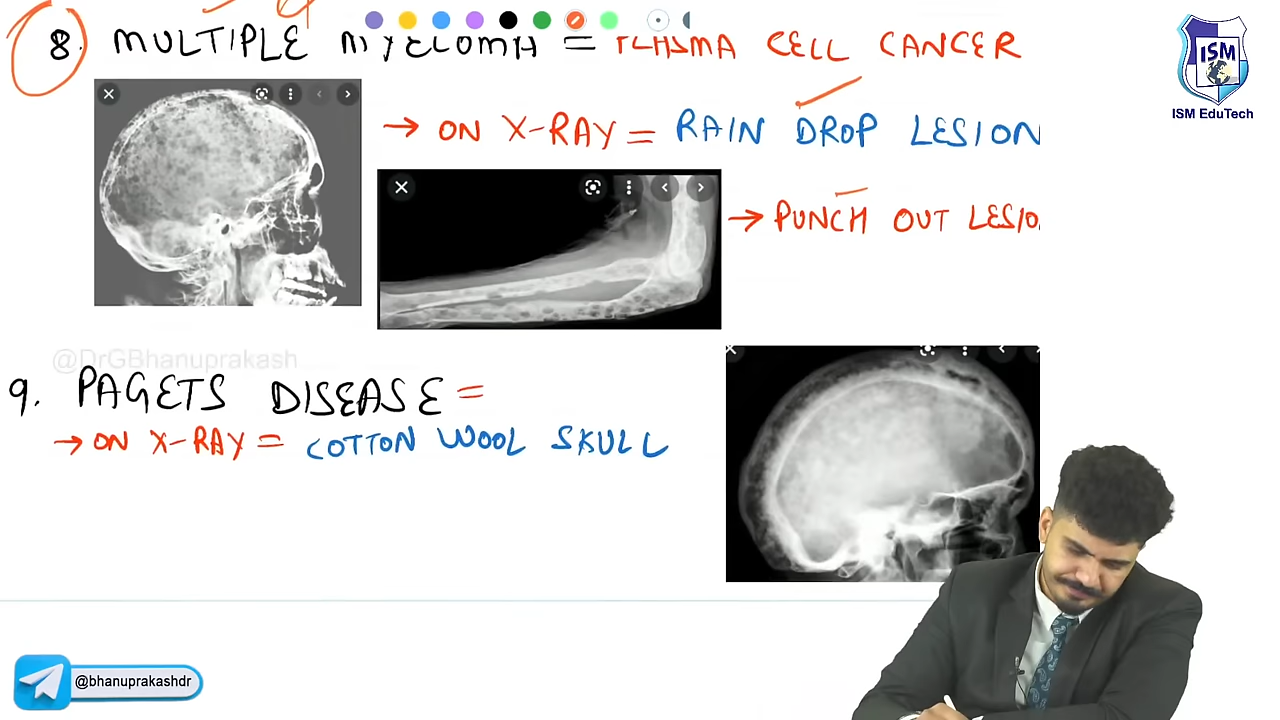 8. MULTIPLE MYELOMA = PLASMA CELL CANCER
ISM
ISM EduTech
→ ON X-RAY = RAIN DROP LESION
→ PUNCH OUT LESIO
@DrGBhanuprakash
9. PAGETS DISEASE =
→ ON X-RAY = COTTON WOOL SKULL
@bhanuprakashdr